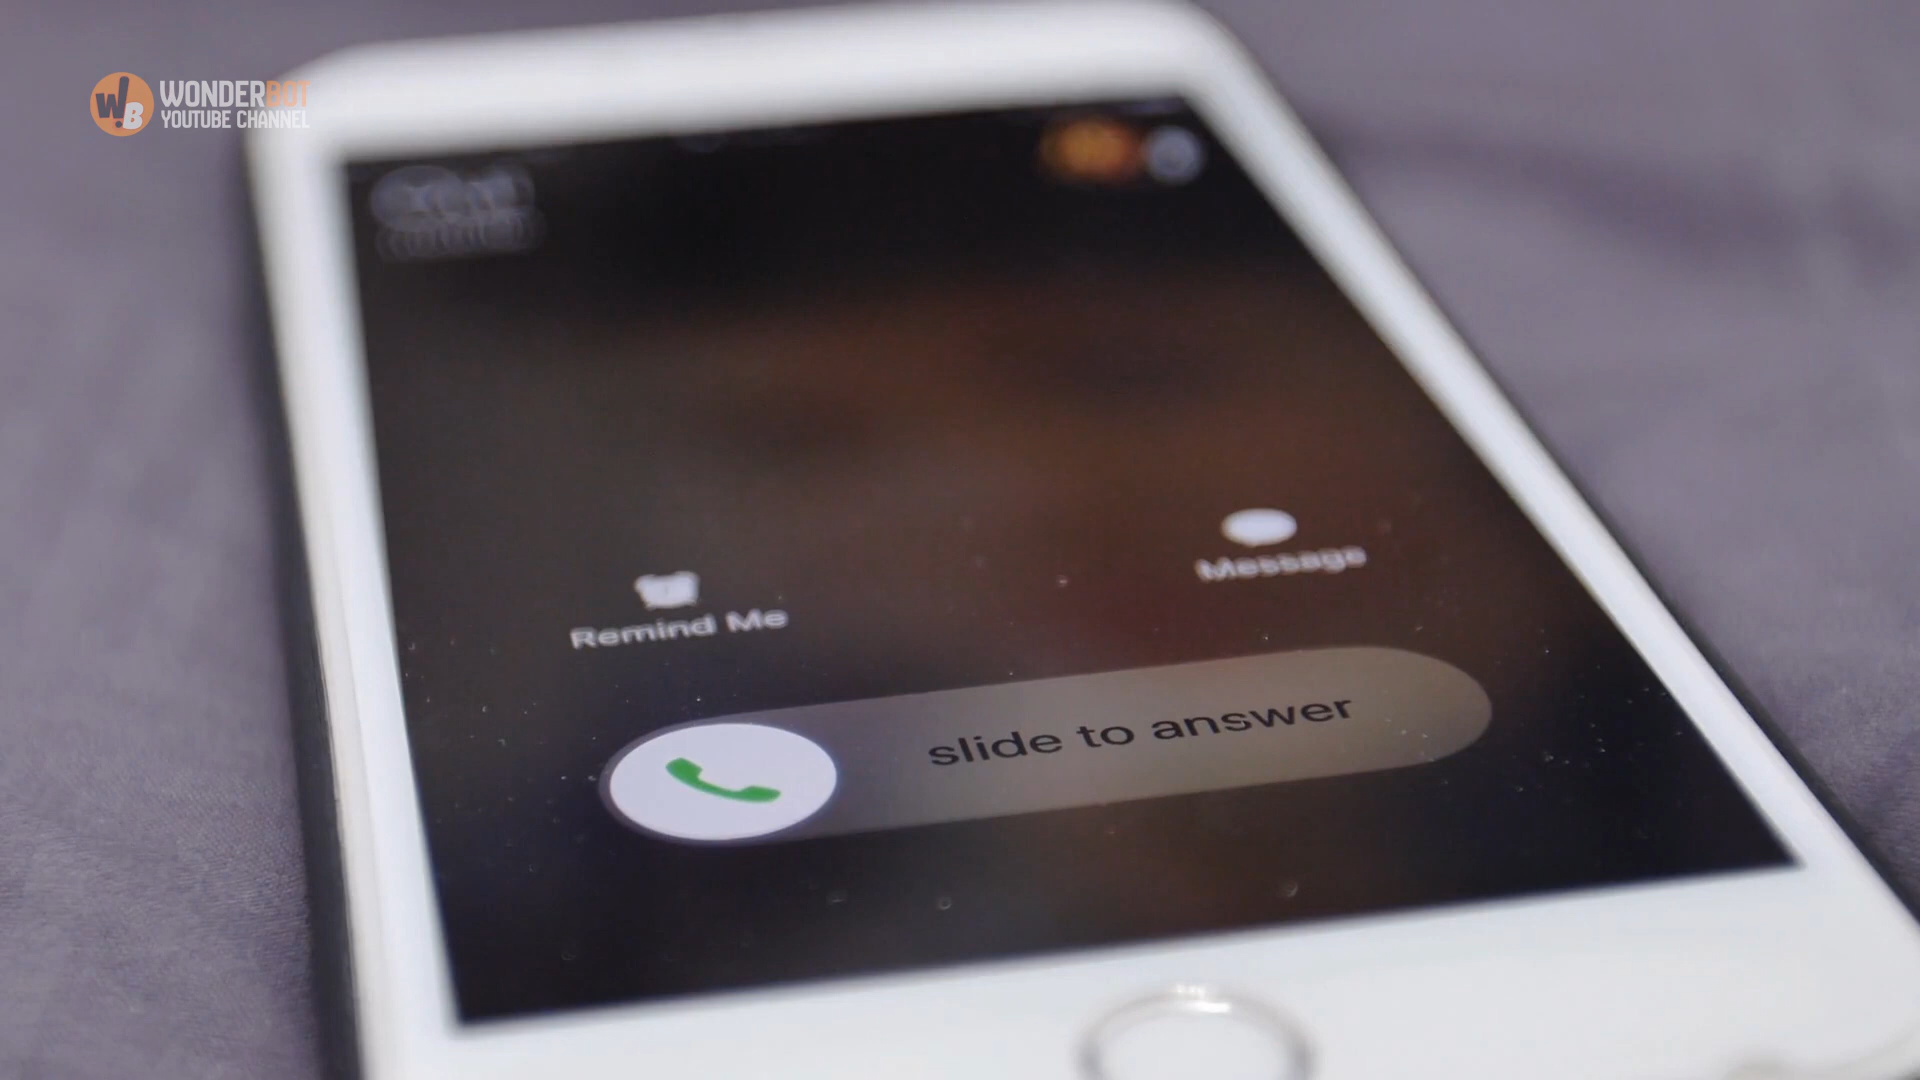 WONDERBOT
YOUTUBE CHANNEL
Message
Remind Me
slide to answer